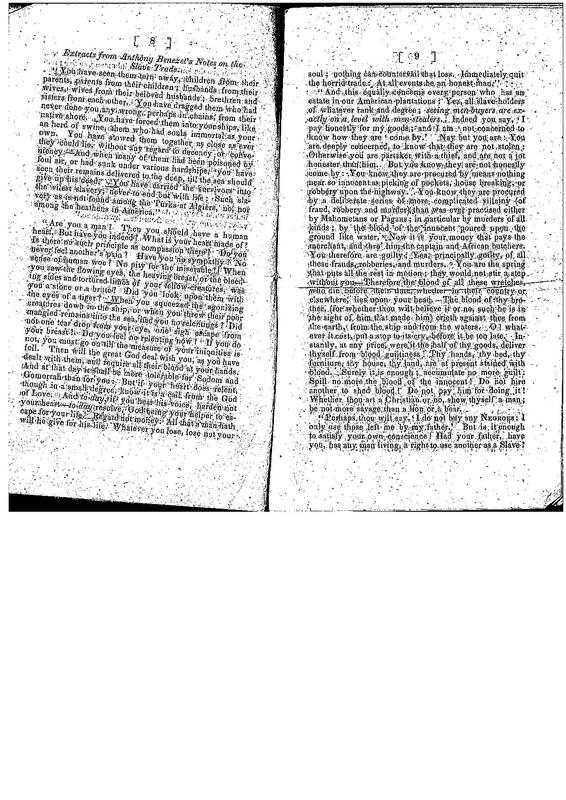 [ 8 ]
Extracts from Anthony Benezet's Notes on the
Slave Trade.
"You have seen them torn away, children from their
parents, parents from their children; husbands from their
wives, wives from their beloved husbands; brethren and
sisters from each other. You have dragged them who had
never done you any wrong, perhaps in chains, from their
native shore. You have forced them into your ships, like
an herd of swine, them who had souls immortal as your
own. You have stowed them together as close as ever
they could lie, without any regard to decency or
And when many of them had been poisoned by
foul air, or had sunk under various hardships, you have
seen their remains delivered to the deep, till the sea should
give up his dead. You have carried the survivors into
the vilest slavery, never to end but with life: Such sla-
very as is not found among the Turks at Algiers, no, nor
among the heathens in America.
"Are you a man? Then you should have a human
heart. But have you indeed? What is your heart made of?
Is there no such principle as compassion there? Do you
never feel another's pain? Have you no sympathy? No
sense of human woe? No pity for the miserable? When
you saw the flowing eyes, the heaving breast, or the bleed-
ing sides and tortured limbs of your fellow-creatures, was
you a stone or a brute? Did you look upon them with
the eyes of a tiger? When you squeezed the agonizing
creatures down in the ship, or when you threw their poor
mangled remains into the sea, had you no relentings? Did
not one tear drop from your eye, one sigh escape from
your breast? Do you feel no relenting now? If you do
not, you must go on till the measure of your iniquities is
full. Then will the great God deal with you, as you have
dealt with them, and require all their blood at your hands.
And at that day it shall be more tolerable for Sodom and
Gomorrah than for you. But if your heart does relent,
though in a small degree, know it is a call from the God
of Love. And to-day, if you hear his voice, harden not
your heart—to-day resolve, God being your helper, to es-
cape for your life. Regard not money: All that a man hath
will he give for his life. Whatever you lose, lose not your
[ 9 ]
soul; nothing can countervail that loss. Immediately quit
the horrid trade: At all events be an honest man."
"And this equally concerns every person who has an
estate in our American plantations: Yea, all slave-holders
of whatever rank and degree; seeing men-buyers are ex-
actly on a level with men-stealers. Indeed you say, 'I
pay honestly for my goods; and I am not concerned to
know how they are come by.' Nay but you are: You
are deeply concerned, to know that they are not stolen:
Otherwise you are partaker with a thief, and are not a jot
honester than him. But you know they are not honestly
come by: You know they are procured by means nothing
near so innocent as picking of pockets, house breaking, or
robbery upon the highway. You know they are procured
by a deliberate series of more complicated villainy (of
fraud, robbery and murder) than was ever practised either
by Mahometans or Pagans; in particular by murders of all
kinds; by the blood of the innocent poured upon the
ground like water. Now it is your money that pays the
merchant, and thro' him the captain and African butchers.
You therefore are guilty: Yea, principally guilty, of all
these frauds, robberies, and murders. You are the spring
that puts all the rest in motion; they would not stir a step
without you—Therefore the blood of all these wretches,
who die before their time, whether in their country or
elsewhere, lies upon your head. The blood of thy bro-
ther, (for whether thou wilt believe it or no, such he is in
the sight of him that made him) crieth against thee from
the earth, from the ship and from the waters. O! what-
ever it cost, put a stop to its cry, before it be too late. In-
stantly, at any price, were it the half of thy goods, deliver
thyself from blood guiltiness! Thy hands, thy bed, thy
furniture, thy house, thy land, are at present stained with
blood. Surely it is enough; accumulate no more guilt:
Spill no more the blood of the innocent! Do not hire
another to shed blood! Do not pay him for doing it!
Whether thou art a Christian or no, shew thyself a man;
be not more savage than a lion or a bear.
"Perhaps thou will say, 'I do not buy any Negroes: I
only use those left me by my father.' But is it enough
to satisfy your own conscience? Had your father, have
you, has any man living, a right to use another as a Slave?